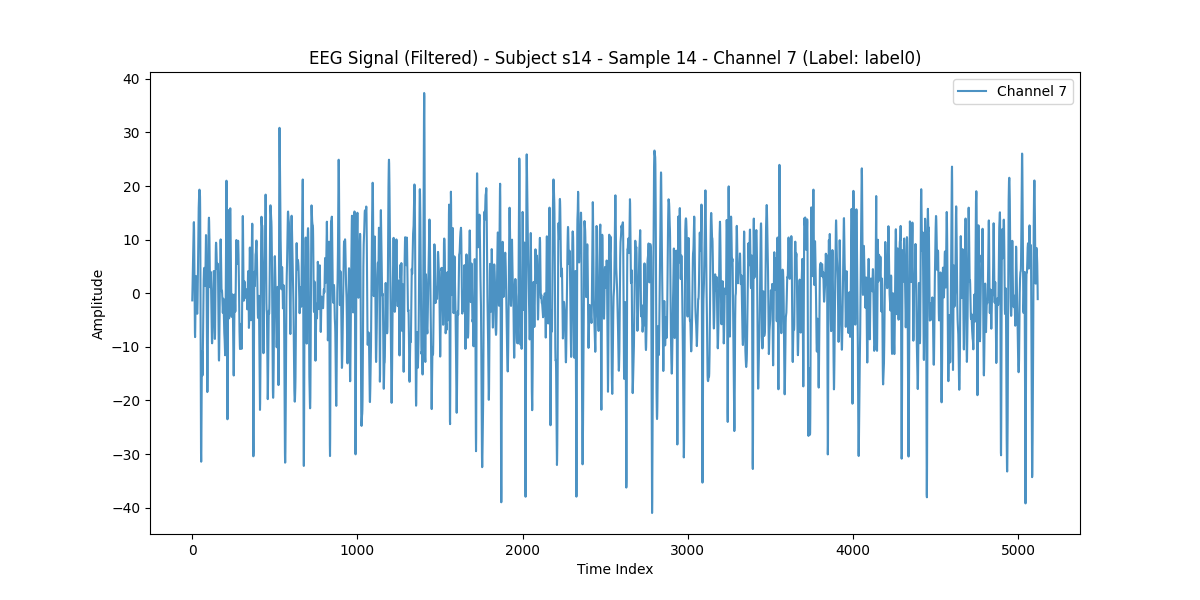 EEG Signal (Filtered) - Subject s14 - Sample 14 - Channel 7 (Label: label0)
Channel 7
40
30
20
10
0
−10
−20
−30
−40
Amplitude
0 1000 2000 3000 4000 5000
Time Index